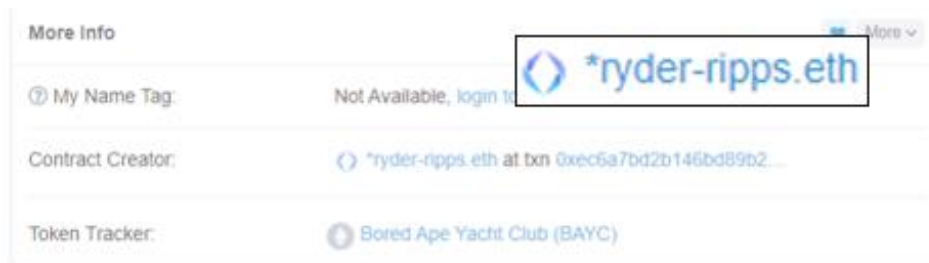 More Info
More
*ryder-ripps.eth
My Name Tag:
Not Available, login to
Contract Creator:
*ryder-ripps.eth at txn 0xec6a7bd2b146bd89b2...
Token Tracker:
Bored Ape Yacht Club (BAYC)